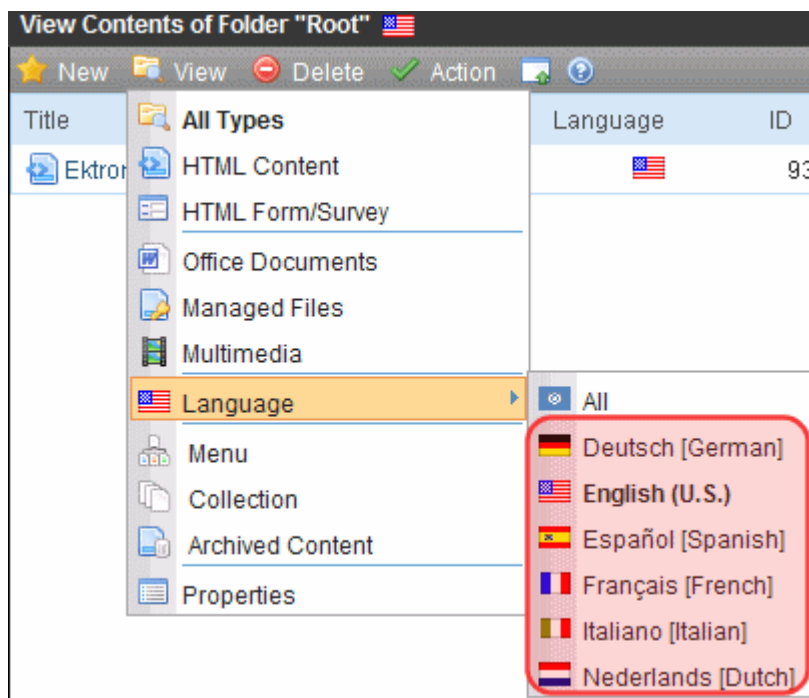 View Contents of Folder "Root"
New View Delete Action
Title Language ID
Ektron 93
All Types
HTML Content
HTML Form/Survey
Office Documents
Managed Files
Multimedia
Language
Menu
Collection
Archived Content
Properties
All
Deutsch [German]
English (U.S.)
Español [Spanish]
Français [French]
Italiano [Italian]
Nederlands [Dutch]